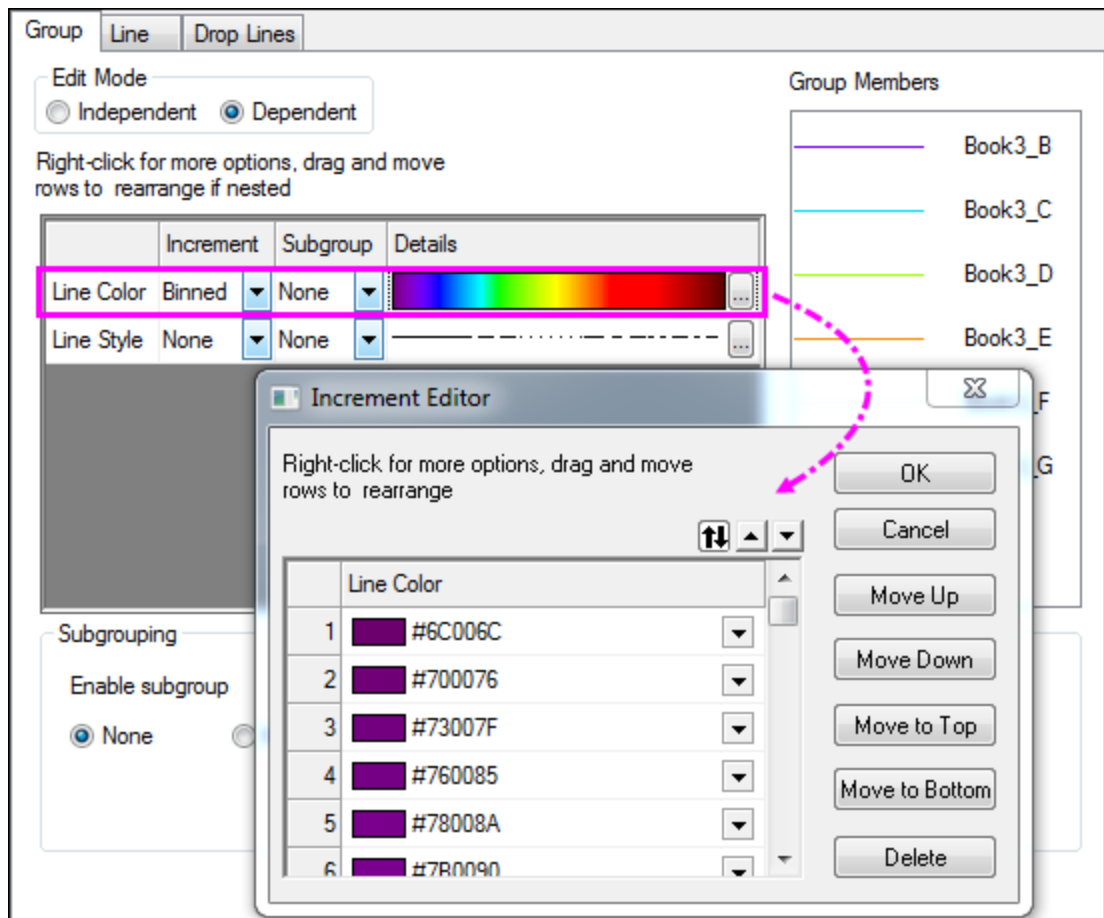 Group Line Drop Lines
Edit Mode
Independent Dependent
Group Members
Right-click for more options, drag and move
rows to rearrange if nested
Increment Subgroup Details
Line Color Binned None ...
Line Style None None ...
Book3_B
Book3_C
Book3_D
Book3_E
_F
_G
Subgrouping
Enable subgroup
None
Increment Editor
Right-click for more options, drag and move
rows to rearrange
Line Color
1 #6C006C
2 #700076
3 #73007F
4 #760085
5 #78008A
6 #7B0090
OK
Cancel
Move Up
Move Down
Move to Top
Move to Bottom
Delete